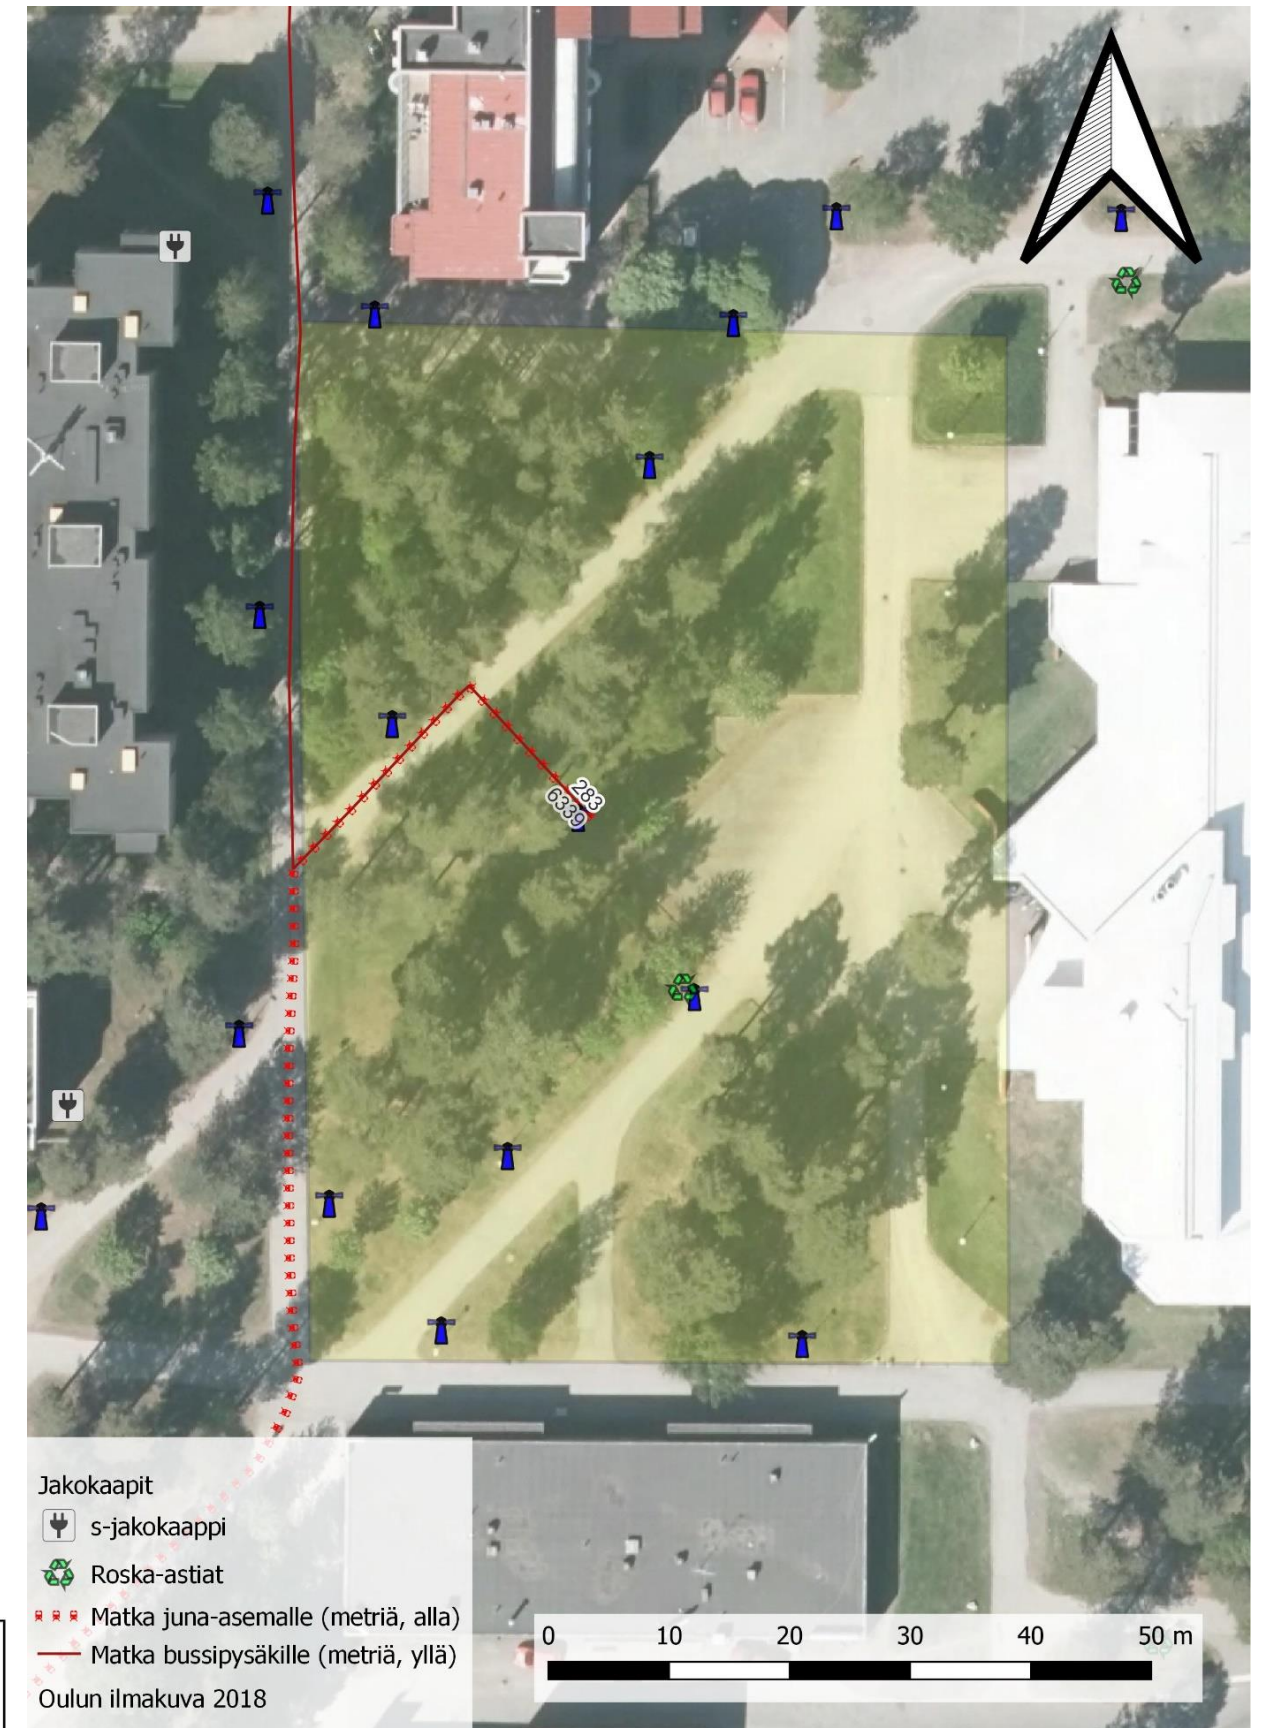 283
6339
Jakokaapit
s-jakokaappi
Roska-astiat
Matka juna-asemalle (metriä, alla)
Matka bussipysäkille (metriä, yllä)
Oulun ilmakuva 2018
0 10 20 30 40 50 m